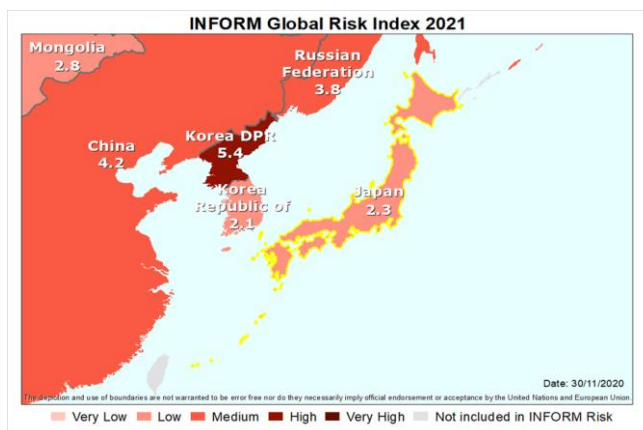 INFORM Global Risk Index 2021
Mongolia
2.8
Russian
Federation
3.8
China
4.2
Korea DPR
5.4
Korea
Republic of
2.1
Japan
2.3
Date: 30/11/2020
The depiction and use of boundaries are not warranted to be error free nor do they necessarily imply official endorsement or acceptance by the United Nations and European Union.
Very Low Low Medium High Very High Not included in INFORM Risk